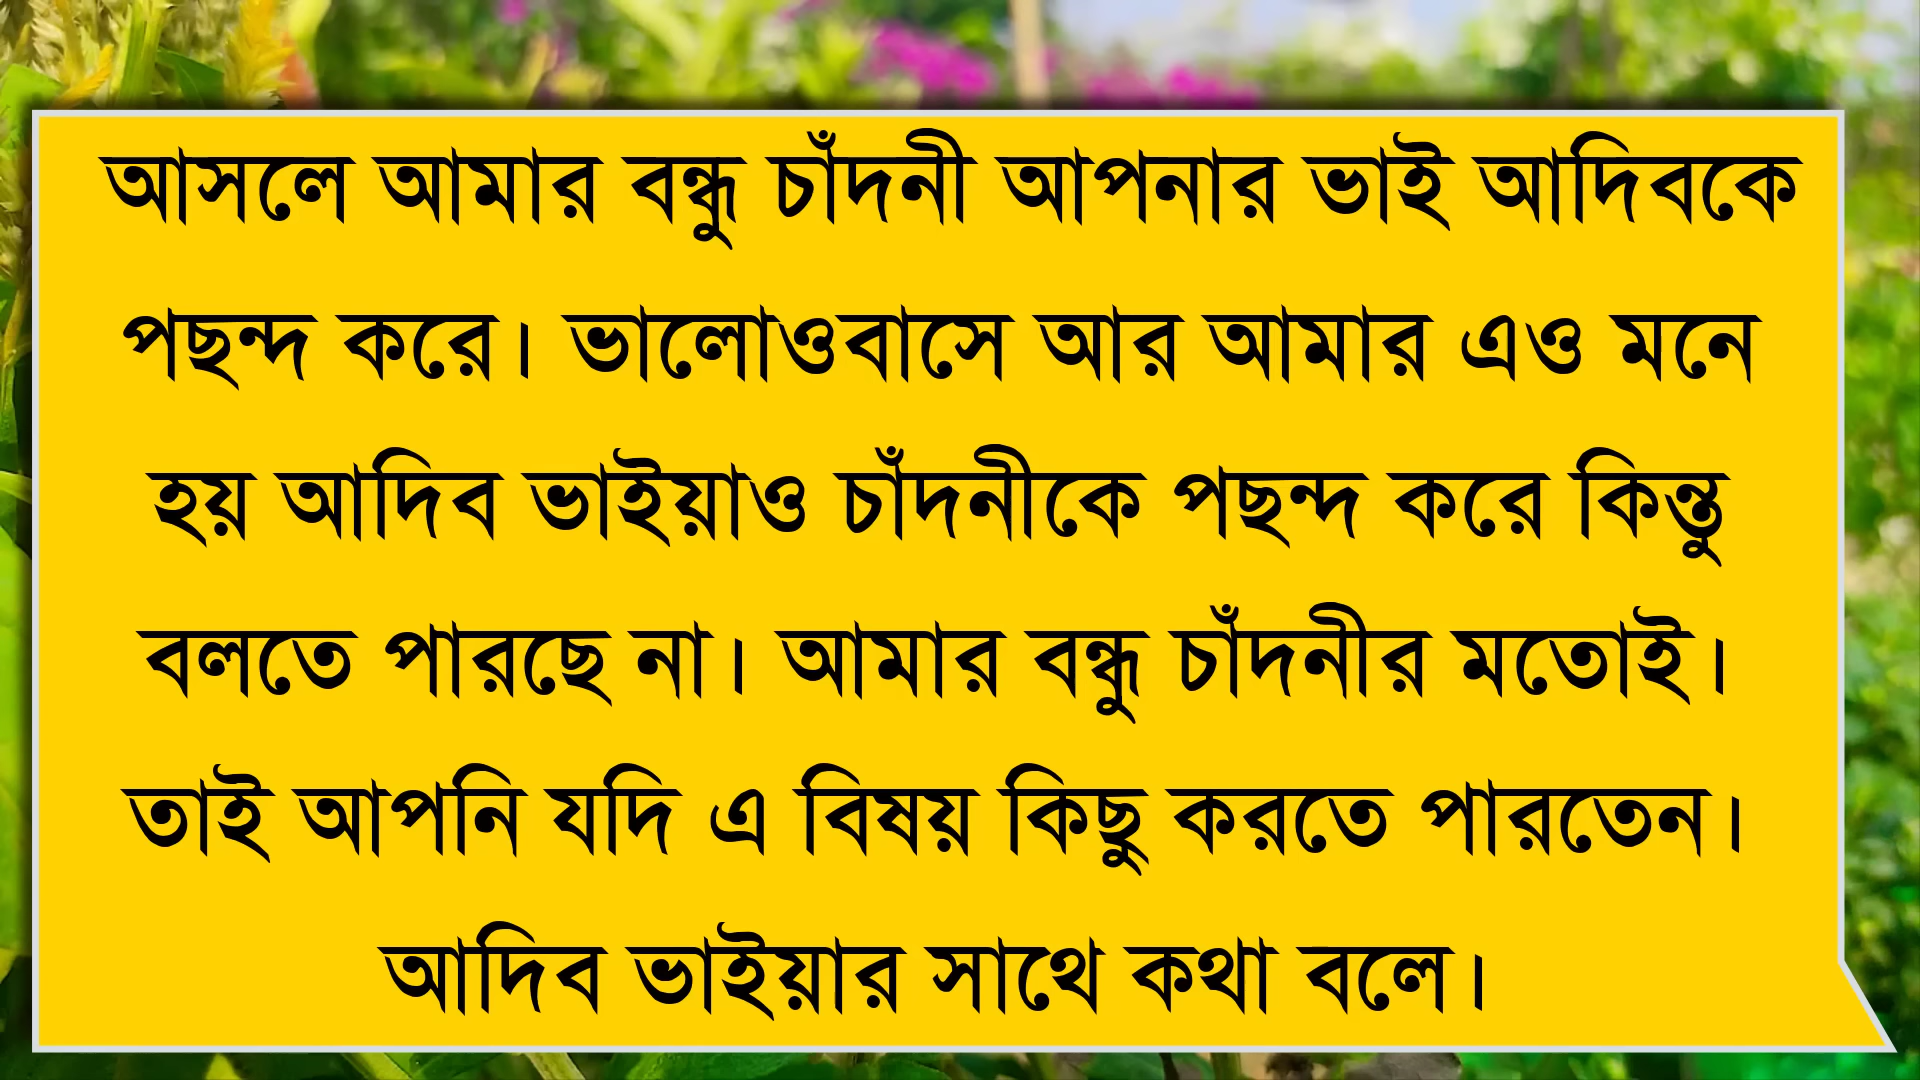 আসলে আমার বন্ধু চাঁদনী আপনার ভাই আদিবকে
পছন্দ করে। ভালোওবাসে আর আমার এও মনে
হয় আদিব ভাইয়াও চাঁদনীকে পছন্দ করে কিন্তু
বলতে পারছে না। আমার বন্ধু চাঁদনীর মতোই।
তাই আপনি যদি এ বিষয় কিছু করতে পারতেন।
আদিব ভাইয়ার সাথে কথা বলে।